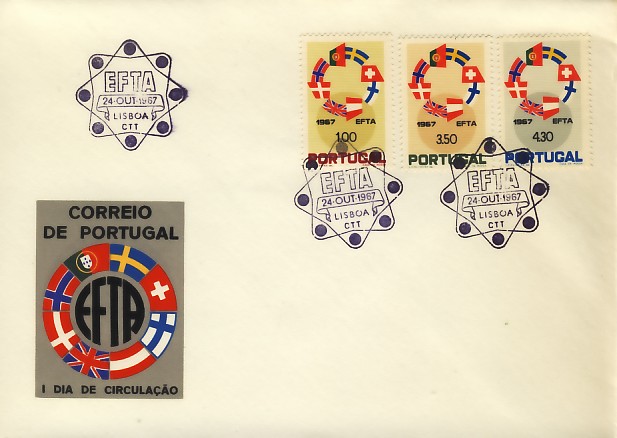 EFTA
24·OUT·1967
LISBOA
CTT
1967 EFTA
1.00
PORTUGAL
1967 EFTA
3.50
PORTUGAL
1967 EFTA
4.30
PORTUGAL
EFTA
24·OUT·1967
LISBOA
CTT
EFTA
24·OUT·1967
LISBOA
CTT
CORREIO
DE PORTUGAL
EFTA
I DIA DE CIRCULAÇÃO